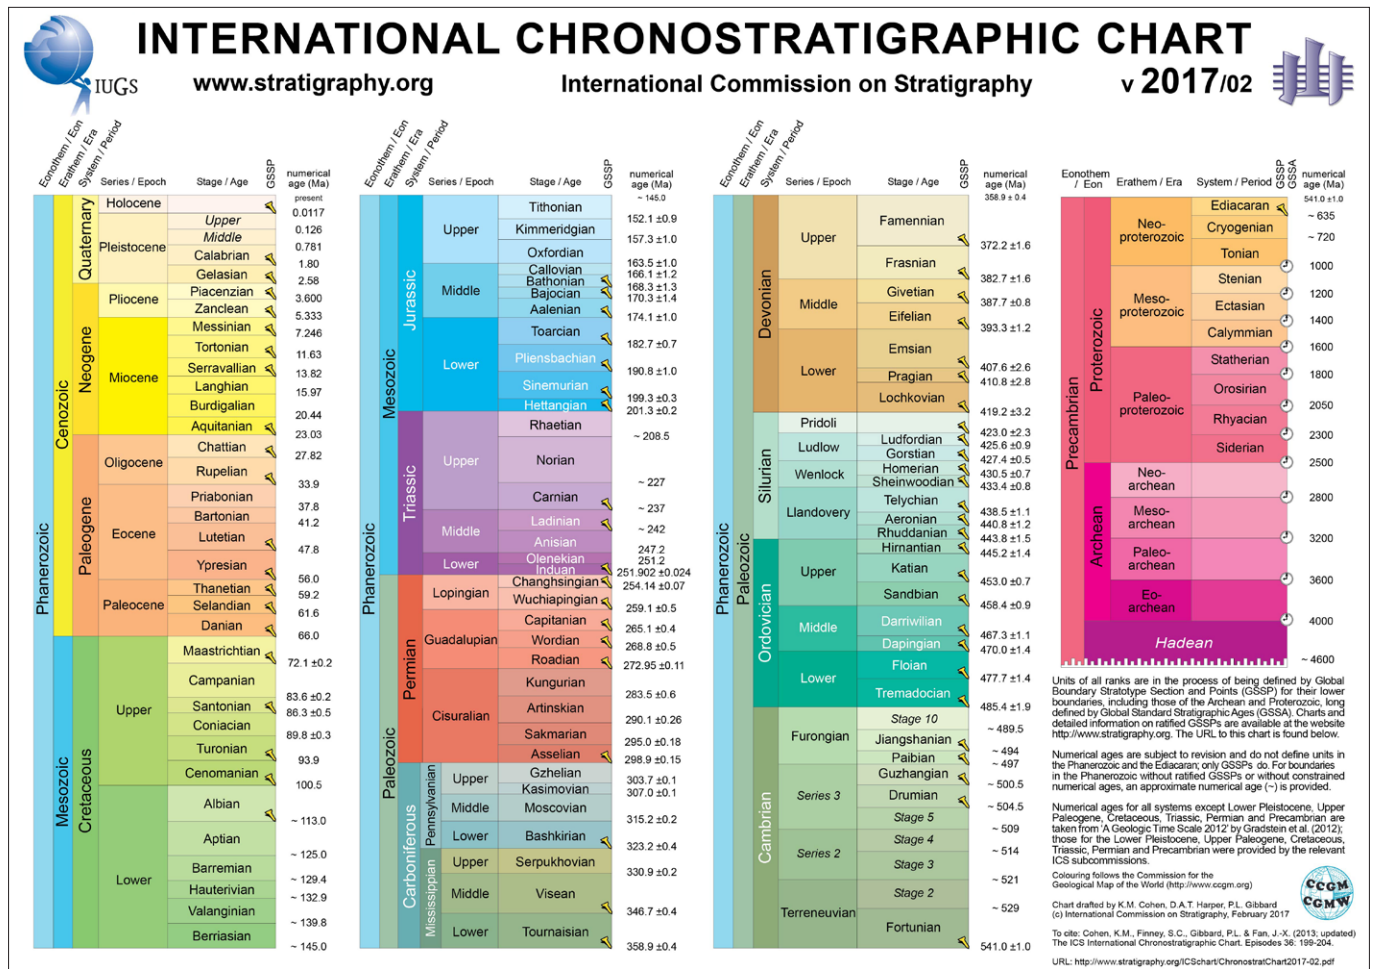 INTERNATIONAL CHRONOSTRATIGRAPHIC CHART
IUGS
www.stratigraphy.org
International Commission on Stratigraphy
v 2017/02
Eonothem / Eon
Erathem / Era
System / Period
Series / Epoch
Stage / Age
GSSP
numerical
age (Ma)
Phanerozoic
Cenozoic
Mesozoic
Quaternary
Neogene
Paleogene
Cretaceous
present
Holocene
0.0117
Pleistocene
Upper
0.126
Middle
0.781
Calabrian
1.80
Gelasian
2.58
Pliocene
Piacenzian
3.600
Zanclean
5.333
Miocene
Messinian
7.246
Tortonian
11.63
Serravallian
13.82
Langhian
15.97
Burdigalian
20.44
Aquitanian
23.03
Oligocene
Chattian
27.82
Rupelian
33.9
Eocene
Priabonian
37.8
Bartonian
41.2
Lutetian
47.8
Ypresian
56.0
Paleocene
Thanetian
59.2
Selandian
61.6
Danian
66.0
Upper
Maastrichtian
72.1 ±0.2
Campanian
83.6 ±0.2
Santonian
86.3 ±0.5
Coniacian
89.8 ±0.3
Turonian
93.9
Cenomanian
100.5
Lower
Albian
~ 113.0
Aptian
~ 125.0
Barremian
~ 129.4
Hauterivian
~ 132.9
Valanginian
~ 139.8
Berriasian
~ 145.0
Eonothem / Eon
Erathem / Era
System / Period
Series / Epoch
Stage / Age
GSSP
numerical
age (Ma)
Phanerozoic
Phanerozoic
Mesozoic
Paleozoic
Jurassic
Triassic
Permian
Carboniferous
Pennsylvanian
Mississippian
~ 145.0
Upper
Tithonian
152.1 ±0.9
Kimmeridgian
157.3 ±1.0
Oxfordian
163.5 ±1.0
Middle
Callovian
166.1 ±1.2
Bathonian
168.3 ±1.3
Bajocian
170.3 ±1.4
Aalenian
174.1 ±1.0
Lower
Toarcian
182.7 ±0.7
Pliensbachian
190.8 ±1.0
Sinemurian
199.3 ±0.3
Hettangian
201.3 ±0.2
Upper
Rhaetian
~ 208.5
Norian
~ 227
Carnian
~ 237
Middle
Ladinian
~ 242
Anisian
247.2
Lower
Olenekian
251.2
Induan
251.902 ±0.024
Lopingian
Changhsingian
254.14 ±0.07
Wuchiapingian
259.1 ±0.5
Guadalupian
Capitanian
265.1 ±0.4
Wordian
268.8 ±0.5
Roadian
272.95 ±0.11
Cisuralian
Kungurian
283.5 ±0.6
Artinskian
290.1 ±0.26
Sakmarian
295.0 ±0.18
Asselian
298.9 ±0.15
Upper
Gzhelian
303.7 ±0.1
Kasimovian
307.0 ±0.1
Middle
Moscovian
315.2 ±0.2
Lower
Bashkirian
323.2 ±0.4
Upper
Serpukhovian
330.9 ±0.2
Middle
Visean
346.7 ±0.4
Lower
Tournaisian
358.9 ±0.4
Eonothem / Eon
Erathem / Era
System / Period
Series / Epoch
Stage / Age
GSSP
numerical
age (Ma)
Phanerozoic
Paleozoic
Devonian
Silurian
Ordovician
Cambrian
358.9 ± 0.4
Upper
Famennian
372.2 ±1.6
Frasnian
382.7 ±1.6
Middle
Givetian
387.7 ±0.8
Eifelian
393.3 ±1.2
Lower
Emsian
407.6 ±2.6
Pragian
410.8 ±2.8
Lochkovian
419.2 ±3.2
Pridoli
423.0 ±2.3
Ludlow
Ludfordian
425.6 ±0.9
Gorstian
427.4 ±0.5
Wenlock
Homerian
430.5 ±0.7
Sheinwoodian
433.4 ±0.8
Llandovery
Telychian
438.5 ±1.1
Aeronian
440.8 ±1.2
Rhuddanian
443.8 ±1.5
Upper
Hirnantian
445.2 ±1.4
Katian
453.0 ±0.7
Sandbian
458.4 ±0.9
Middle
Darriwilian
467.3 ±1.1
Dapingian
470.0 ±1.4
Lower
Floian
477.7 ±1.4
Tremadocian
485.4 ±1.9
Furongian
Stage 10
~ 489.5
Jiangshanian
~ 494
Paibian
~ 497
Series 3
Guzhangian
~ 500.5
Drumian
~ 504.5
Stage 5
~ 509
Series 2
Stage 4
~ 514
Stage 3
~ 521
Terreneuvian
Stage 2
~ 529
Fortunian
541.0 ±1.0
Eonothem
/ Eon
Erathem / Era
System / Period
GSSP
GSSA
numerical
age (Ma)
Precambrian
Proterozoic
Archean
541.0 ±1.0
Neo-
proterozoic
Ediacaran
~ 635
Cryogenian
~ 720
Tonian
1000
Meso-
proterozoic
Stenian
1200
Ectasian
1400
Calymmian
1600
Paleo-
proterozoic
Statherian
1800
Orosirian
2050
Rhyacian
2300
Siderian
2500
Neo-
archean
2800
Meso-
archean
3200
Paleo-
archean
3600
Eo-
archean
4000
Hadean
~ 4600
Units of all ranks are in the process of being defined by Global
Boundary Stratotype Section and Points (GSSP) for their lower
boundaries, including those of the Archean and Proterozoic, long
defined by Global Standard Stratigraphic Ages (GSSA). Charts and
detailed information on ratified GSSPs are available at the website
http://www.stratigraphy.org. The URL to this chart is found below.
Numerical ages are subject to revision and do not define units in
the Phanerozoic and the Ediacaran; only GSSPs do. For boundaries
in the Phanerozoic without ratified GSSPs or without constrained
numerical ages, an approximate numerical age (~) is provided.
Numerical ages for all systems except Lower Pleistocene, Upper
Paleogene, Cretaceous, Triassic, Permian and Precambrian are
taken from 'A Geologic Time Scale 2012' by Gradstein et al. (2012);
those for the Lower Pleistocene, Upper Paleogene, Cretaceous,
Triassic, Permian and Precambrian were provided by the relevant
ICS subcommissions.
Colouring follows the Commission for the
Geological Map of the World (http://www.ccgm.org)
Chart drafted by K.M. Cohen, D.A.T. Harper, P.L. Gibbard
(c) International Commission on Stratigraphy, February 2017
CCGM
CGMW
To cite: Cohen, K.M., Finney, S.C., Gibbard, P.L. & Fan, J.-X. (2013; updated)
The ICS International Chronostratigraphic Chart. Episodes 36: 199-204.
URL: http://www.stratigraphy.org/ICSchart/ChronostratChart2017-02.pdf